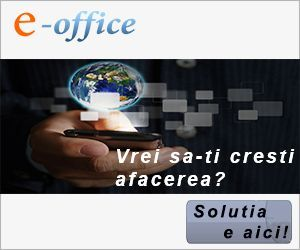 e-office
Vrei sa-ti cresti
afacerea?
Solutia
e aici!